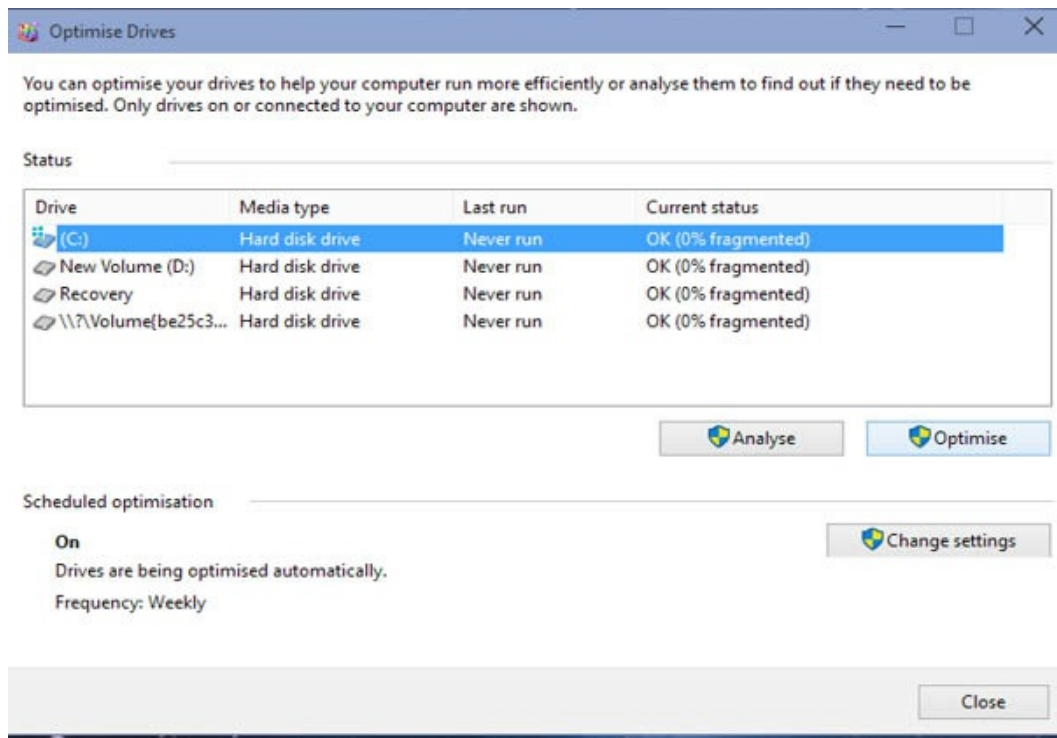 Optimise Drives
You can optimise your drives to help your computer run more efficiently or analyse them to find out if they need to be
optimised. Only drives on or connected to your computer are shown.
Status
Drive Media type Last run Current status
(C:) Hard disk drive Never run OK (0% fragmented)
New Volume (D:) Hard disk drive Never run OK (0% fragmented)
Recovery Hard disk drive Never run OK (0% fragmented)
\\?\Volume{be25c3... Hard disk drive Never run OK (0% fragmented)
Analyse Optimise
Scheduled optimisation
On Change settings
Drives are being optimised automatically.
Frequency: Weekly
Close